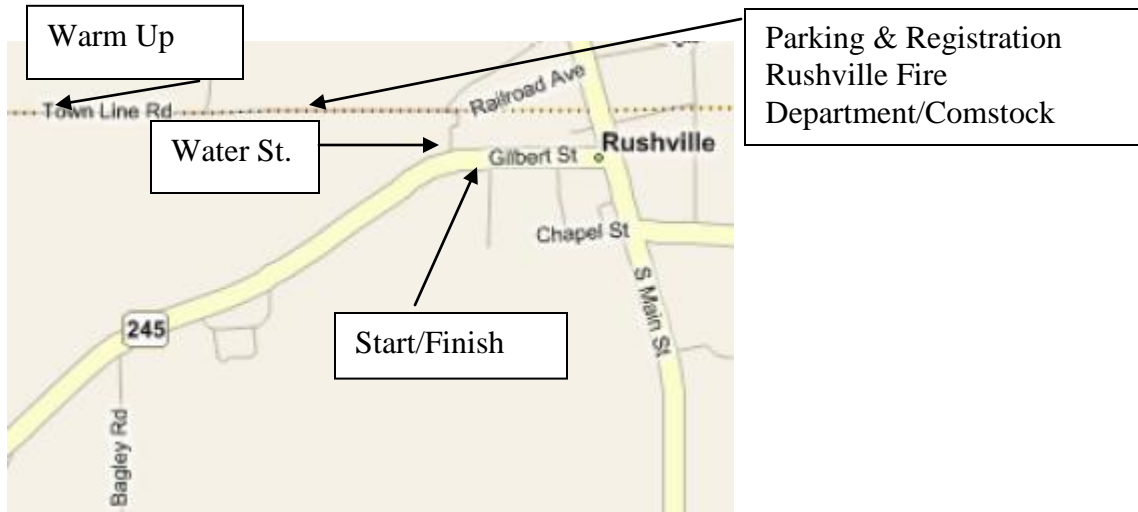 Warm Up
Parking & Registration
Rushville Fire
Department/Comstock
Town Line Rd
Railroad Ave
Water St.
Gilbert St
Rushville
Chapel St
S Main St
245
Start/Finish
Bagley Rd